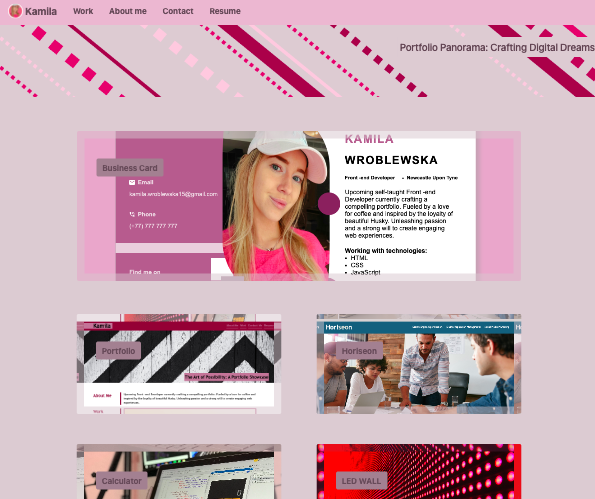 Kamila Work About me Contact Resume
Portfolio Panorama: Crafting Digital Dreams
KAMILA
WROBLEWSKA
Business Card
Front -end Developer • Newcastle Upon Tyne
Email
kamila.wroblewska15@gmail.com
Phone
(+77) 777 777 777
Find me on
Upcoming self-taught Front -end
Developer currently crafting a
compelling portfolio. Fueled by a love
for coffee and inspired by the loyalty of
beautiful Husky. Unleashing passion
and a strong will to create engaging
web experiences.
Working with technologies:
• HTML
• CSS
• JavaScript
Kamila
Portfolio
The Art of Possibility: a Portfolio Showcase
About Me
Work
Horiseon
Horiseon
Calculator
LED WALL